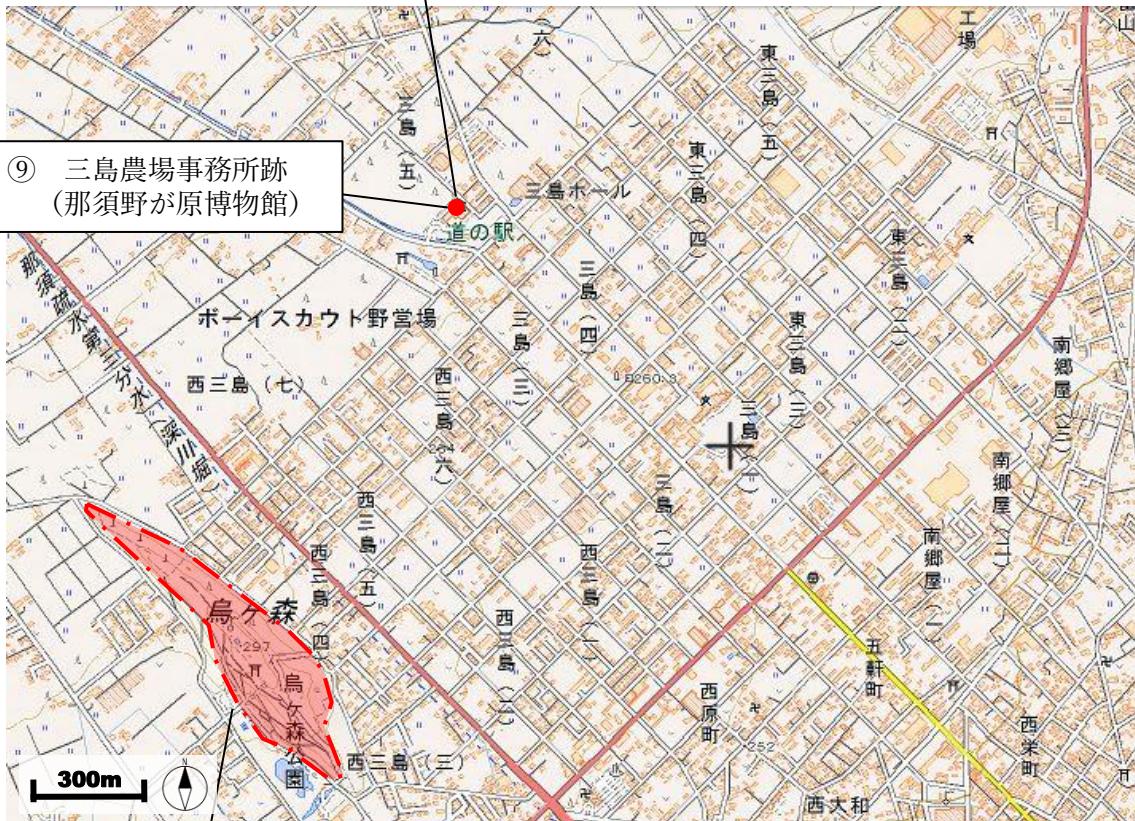 工場
(六)
東三島(五)
三島(五)
⑨ 三島農場事務所跡
(那須野が原博物館)
三島ホール
東三島(四)
道の駅
東三島(二)
那須疏水第三分水(深川堀)
三島(四)
ボーイスカウト野営場
三島(三)
東三島(三)
南郷屋(三)
西三島(七)
西三島(六)
260.3
三島(一)
264
三島(二)
南郷屋(二)
西三島(五)
南郷屋(一)
西三島(四)
西三島(一)
烏ケ森
西三島(二)
297
五軒町
烏ケ森公園
西原町
252
西栄町
西三島(三)
300m
N
西大和